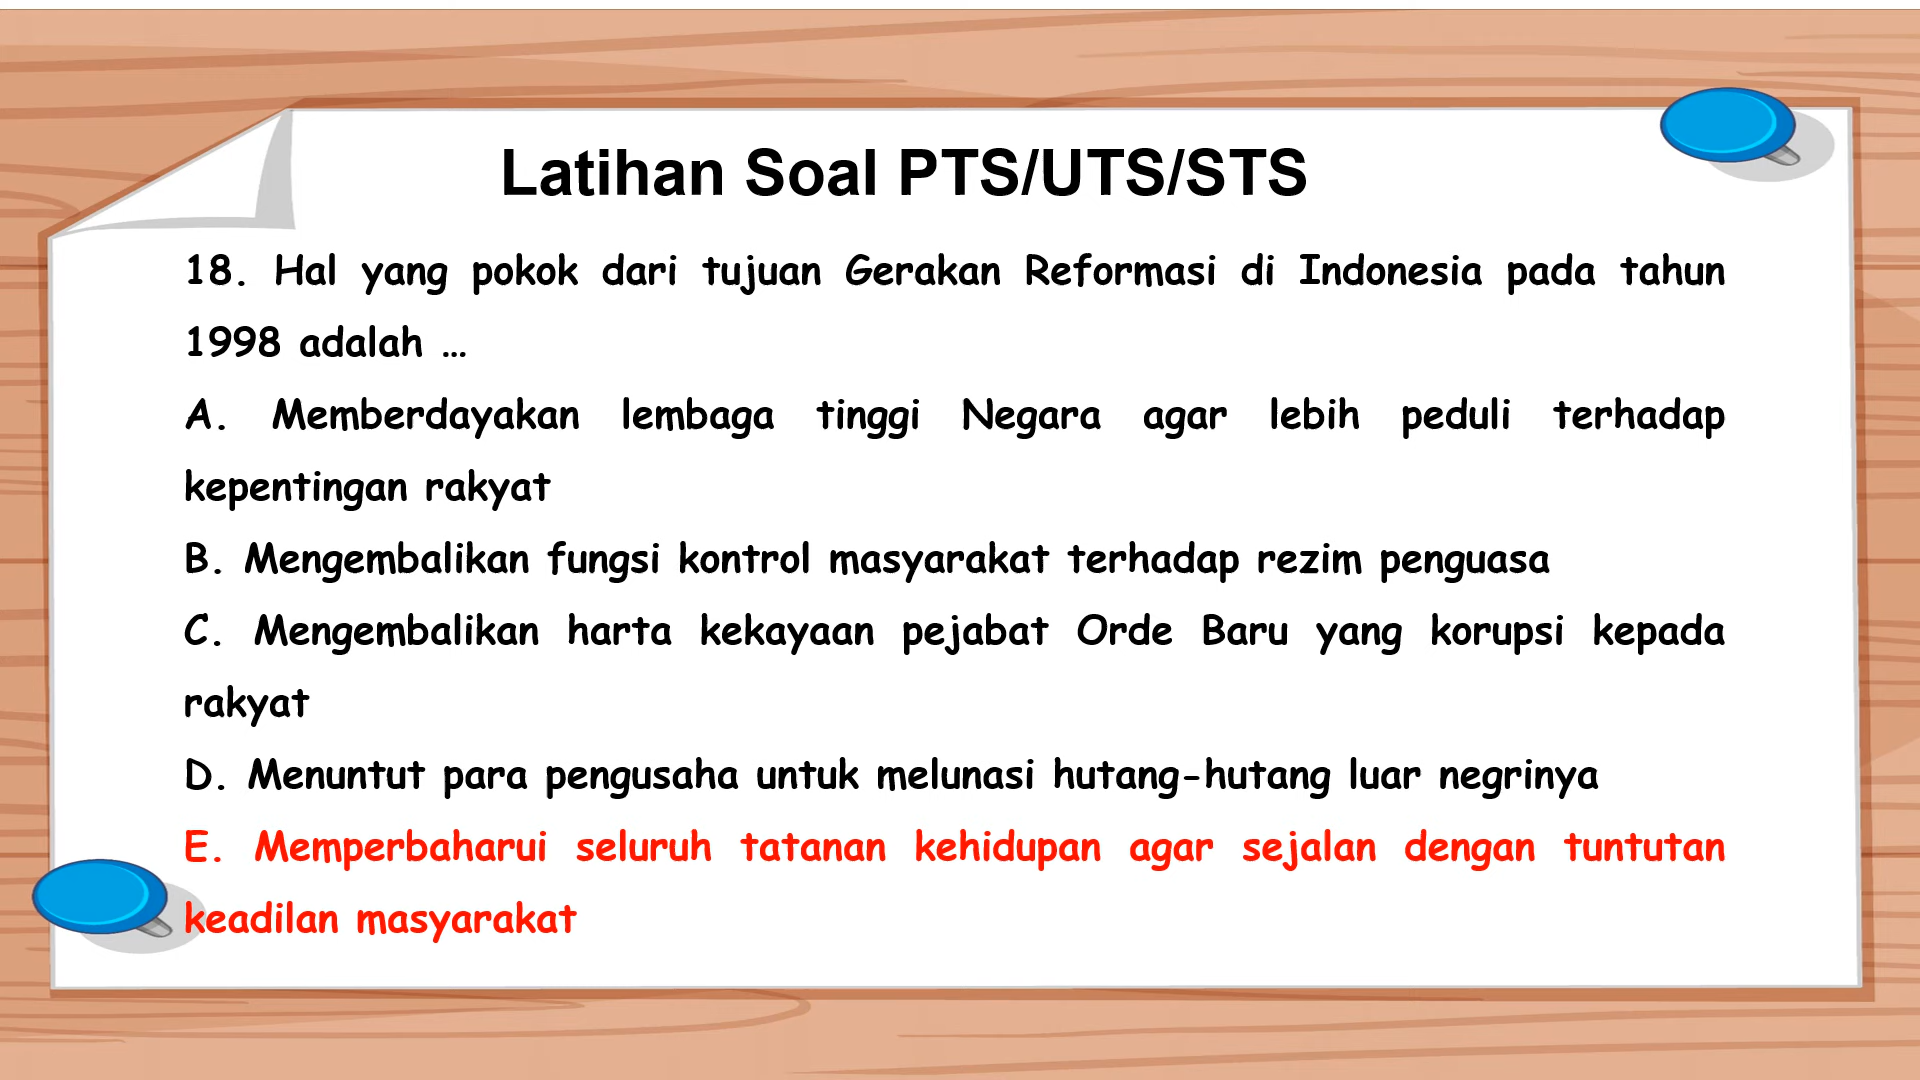 Latihan Soal PTS/UTS/STS
18. Hal yang pokok dari tujuan Gerakan Reformasi di Indonesia pada tahun
1998 adalah ...
A. Memberdayakan lembaga tinggi Negara agar lebih peduli terhadap
kepentingan rakyat
B. Mengembalikan fungsi kontrol masyarakat terhadap rezim penguasa
C. Mengembalikan harta kekayaan pejabat Orde Baru yang korupsi kepada
rakyat
D. Menuntut para pengusaha untuk melunasi hutang-hutang luar negrinya
E. Memperbaharui seluruh tatanan kehidupan agar sejalan dengan tuntutan
keadilan masyarakat